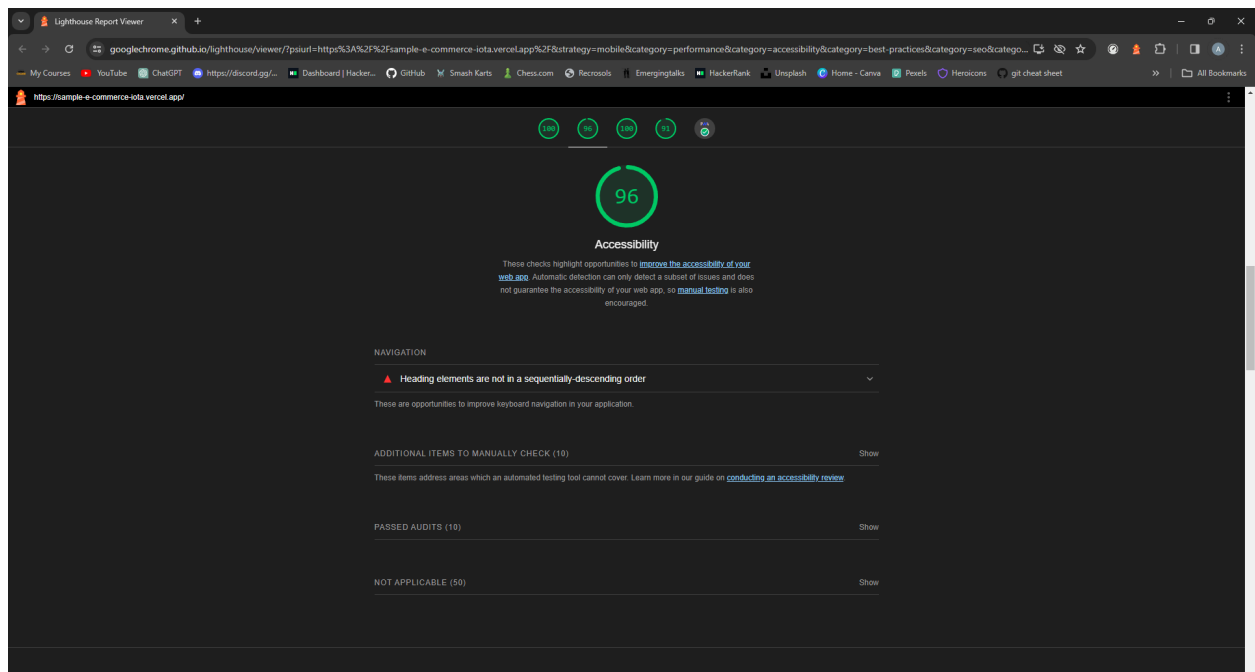 Lighthouse Report Viewer
googlechrome.github.io/lighthouse/viewer/?psiurl=https%3A%2F%2Fsample-e-commerce-iota.vercel.app%2F&strategy=mobile&category=performance&category=accessibility&category=best-practices&category=seo&catego...
A
My Courses YouTube ChatGPT https://discord.gg/... Dashboard | Hacker... GitHub Smash Karts Chess.com Recrosols Emergingtalks HackerRank Unsplash Home - Canva Pexels Heroicons git cheat sheet » All Bookmarks
https://sample-e-commerce-iota.vercel.app/
100 96 100 91
96
Accessibility
These checks highlight opportunities to improve the accessibility of your
web app. Automatic detection can only detect a subset of issues and does
not guarantee the accessibility of your web app, so manual testing is also
encouraged.
NAVIGATION
Heading elements are not in a sequentially-descending order
These are opportunities to improve keyboard navigation in your application.
ADDITIONAL ITEMS TO MANUALLY CHECK (10) Show
These items address areas which an automated testing tool cannot cover. Learn more in our guide on conducting an accessibility review.
PASSED AUDITS (10) Show
NOT APPLICABLE (50) Show